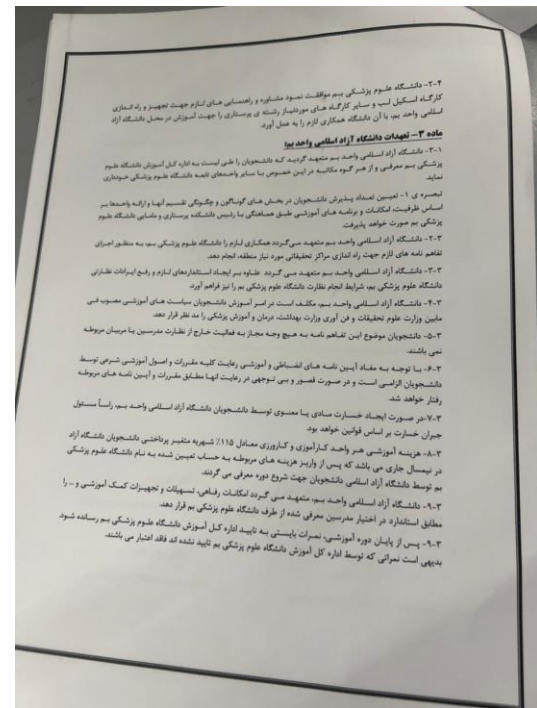 ۲-۴- دانشگاه علوم پزشکی بم موافقت نمود مشاوره و راهنمایی های لازم جهت تجهیز و راه اندازی
کارگاه اسکیل لب و سایر کارگاه های موردنیاز رشته ی پرستاری را جهت آموزش در محل دانشگاه آزاد
اسلامی واحد بم، با آن دانشگاه همکاری لازم را به عمل آورد.
ماده ۳- تعهدات دانشگاه آزاد اسلامی واحد بم:
۳-۱- دانشگاه آزاد اسلامی واحد بم متعهد گردید که دانشجویان را طی لیست به اداره کل آموزش دانشگاه علوم
پزشکی بم معرفی و از هر گونه مکاتبه در این خصوص با سایر واحدهای تابعه دانشگاه علوم پزشکی خودداری
نماید.
تبصره ی ۱- تعیین تعداد پذیرش دانشجویان در بخش های گوناگون و چگونگی تقسیم آنها و ارائه واحدها بر
اساس ظرفیت، امکانات و برنامه های آموزشی طبق هماهنگی با رئیس دانشکده پرستاری و مامایی دانشگاه علوم
پزشکی بم صورت خواهد پذیرفت.
۳-۲- دانشگاه آزاد اسلامی واحد بم متعهد می گردد همکاری لازم را دانشگاه علوم پزشکی بم، به منظور اجرای
تفاهم نامه های لازم جهت راه اندازی مراکز تحقیقاتی مورد نیاز منطقه، انجام دهد.
۳-۳- دانشگاه آزاد اسلامی واحد بم متعهد می گردد علاوه بر ایجاد استانداردهای لازم و رفع ایرادات نظارتی
دانشگاه علوم پزشکی بم، شرایط انجام نظارت دانشگاه علوم پزشکی بم را نیز فراهم آورد.
۳-۴- دانشگاه آزاد اسلامی واحد بم، مکلف است در امر آموزش دانشجویان سیاست های آموزشی مصوب فی
مابین وزارت علوم تحقیقات و فن آوری وزارت بهداشت، درمان و آموزش پزشکی را مد نظر قرار دهد.
۳-۵- دانشجویان موضوع این تفاهم نامه به هیچ وجه مجاز به فعالیت خارج از نظارت مدرسین یا مربیان مربوطه
نمی باشند.
۳-۶- با توجه به مفاد آیین نامه های انضباطی و آموزشی رعایت کلیه مقررات و اصول آموزشی شرعی توسط
دانشجویان الزامی است و در صورت قصور و بی توجهی در رعایت آنها مطابق مقررات و آیین نامه های مربوطه
رفتار خواهد شد.
۳-۷- در صورت ایجاد خسارت مادی یا معنوی توسط دانشجویان دانشگاه آزاد اسلامی واحد بم، راساً مسئول
جبران خسارت بر اساس قوانین خواهد بود.
۳-۸- هزینه آموزشی هر واحد کارآموزی و کارورزی معادل ۱۱۵٪ شهریه متغیر پرداختی دانشجویان دانشگاه آزاد
در نیمسال جاری می باشد که پس از واریز هزینه های مربوطه به حساب تعیین شده به نام دانشگاه علوم پزشکی
بم توسط دانشگاه آزاد اسلامی دانشجویان جهت شروع دوره معرفی می گردند.
۳-۹- دانشگاه آزاد اسلامی واحد بم، متعهد می گردد امکانات رفاهی، تسهیلات و تجهیزات کمک آموزشی و ... را
مطابق استاندارد در اختیار مدرسین معرفی شده از طرف دانشگاه علوم پزشکی بم قرار دهد.
۳-۹- پس از پایان دوره آموزشی، نمرات بایستی به تایید اداره کل آموزش دانشگاه علوم پزشکی بم رسانده شود.
بدیهی است نمراتی که توسط اداره کل آموزش دانشگاه علوم پزشکی بم تایید نشده اند فاقد اعتبار می باشند.